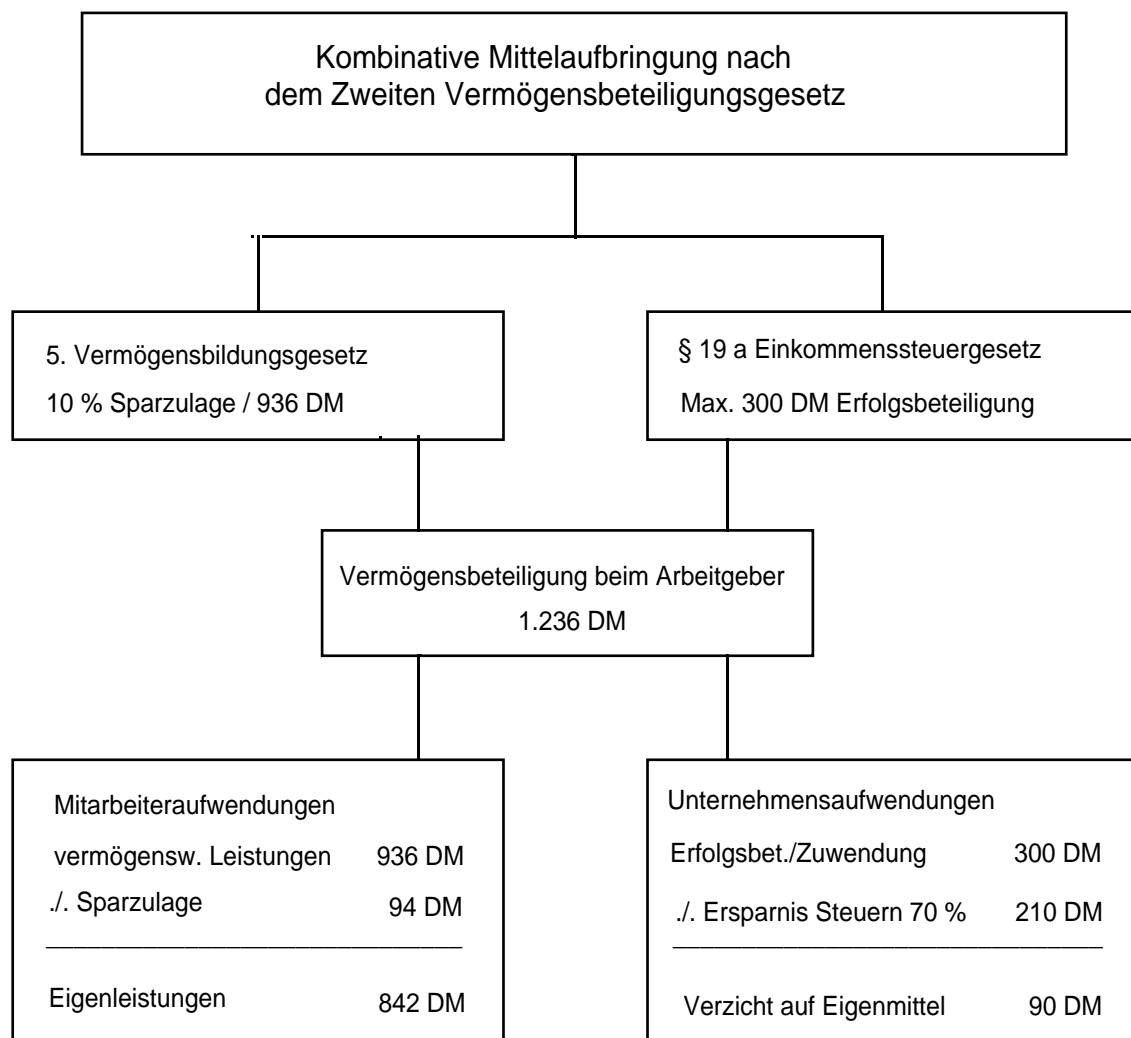 Kombinative Mittelaufbringung nach
dem Zweiten Vermögensbeteiligungsgesetz
5. Vermögensbildungsgesetz
10 % Sparzulage / 936 DM
§ 19 a Einkommenssteuergesetz
Max. 300 DM Erfolgsbeteiligung
Vermögensbeteiligung beim Arbeitgeber
1.236 DM
Mitarbeiteraufwendungen
vermögensw. Leistungen 936 DM
./. Sparzulage 94 DM
Eigenleistungen 842 DM
Unternehmensaufwendungen
Erfolgsbet./Zuwendung 300 DM
./. Ersparnis Steuern 70 % 210 DM
Verzicht auf Eigenmittel 90 DM